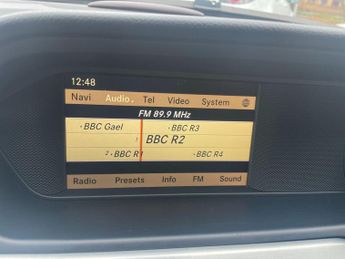 12:48
Navi Audio Tel Video System
FM 89.9 MHz
BBC Gael BBC R3
BBC R2
2 BBC R1 BBC R4
Radio Presets Info FM Sound